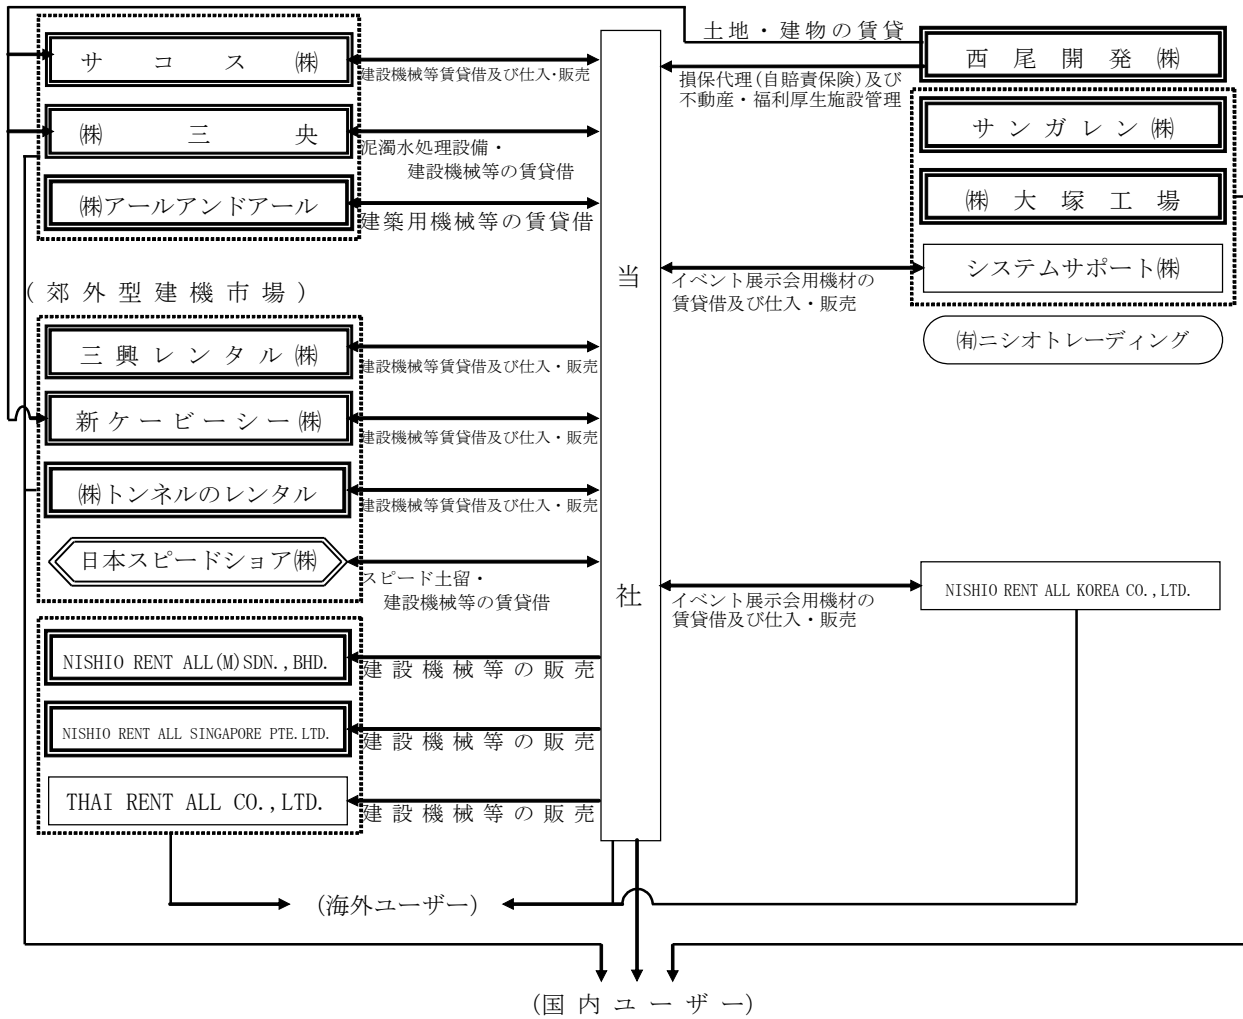 土地・建物の賃貸
サコス㈱
建設機械等賃貸借及び仕入・販売
㈱三央
泥濁水処理設備・
建設機械等の賃貸借
㈱アールアンドアール
建築用機械等の賃貸借
(郊外型建機市場)
三興レンタル㈱
建設機械等賃貸借及び仕入・販売
新ケービーシー㈱
建設機械等賃貸借及び仕入・販売
㈱トンネルのレンタル
建設機械等賃貸借及び仕入・販売
日本スピードショア㈱
スピード土留・
建設機械等の賃貸借
NISHIO RENT ALL(M)SDN.,BHD.
建設機械等の販売
NISHIO RENT ALL SINGAPORE PTE.LTD.
建設機械等の販売
THAI RENT ALL CO.,LTD.
建設機械等の販売
当
社
西尾開発㈱
損保代理(自賠責保険)及び
不動産・福利厚生施設管理
サンガレン㈱
㈱大塚工場
システムサポート㈱
イベント展示会用機材の
賃貸借及び仕入・販売
㈲ニシオトレーディング
NISHIO RENT ALL KOREA CO.,LTD.
イベント展示会用機材の
賃貸借及び仕入・販売
(海外ユーザー)
(国内ユーザー)